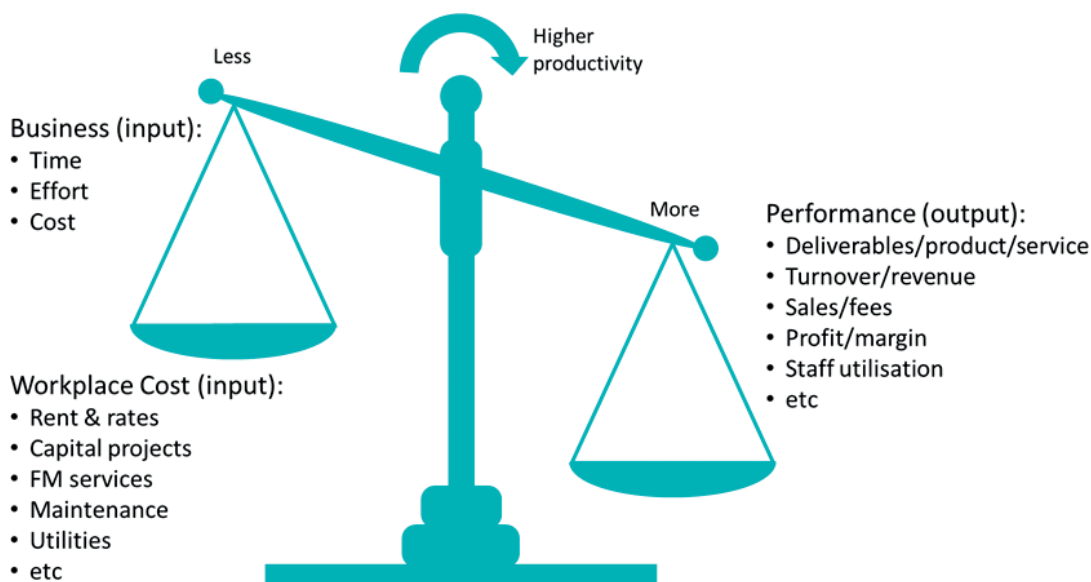 Less
Higher
productivity
Business (input):
• Time
• Effort
• Cost
More
Performance (output):
• Deliverables/product/service
• Turnover/revenue
• Sales/fees
• Profit/margin
• Staff utilisation
• etc
Workplace Cost (input):
• Rent & rates
• Capital projects
• FM services
• Maintenance
• Utilities
• etc